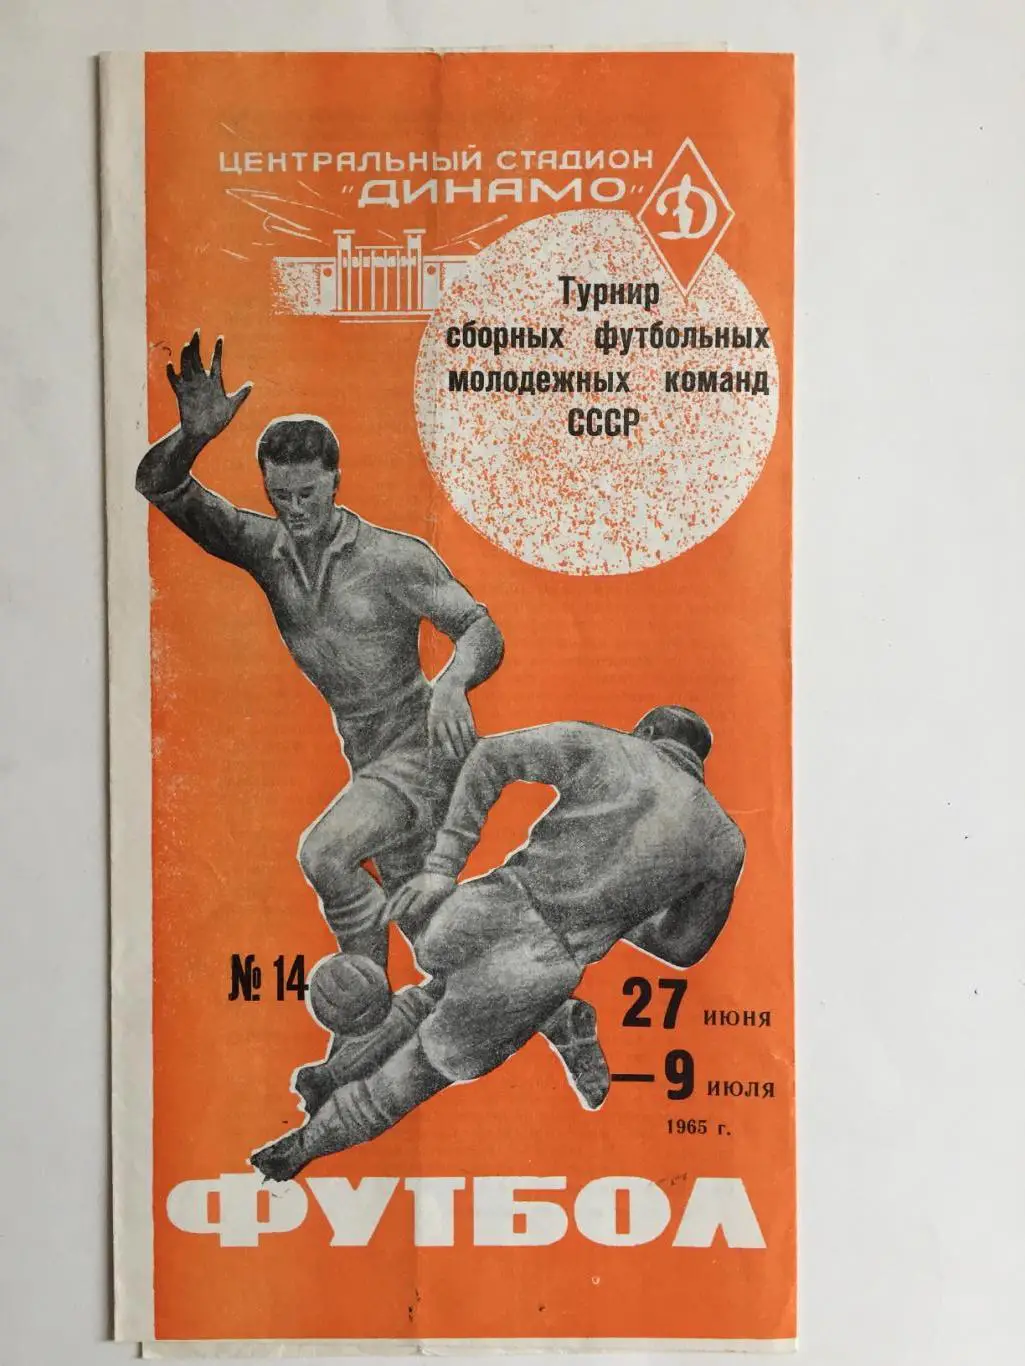 ЦЕНТРАЛЬНЫЙ СТАДИОН
"ДИНАМО"
Д
Турнир
сборных футбольных
молодежных команд
СССР
№ 14
27 июня
—9 июля
1965 г.
ФУТБОЛ